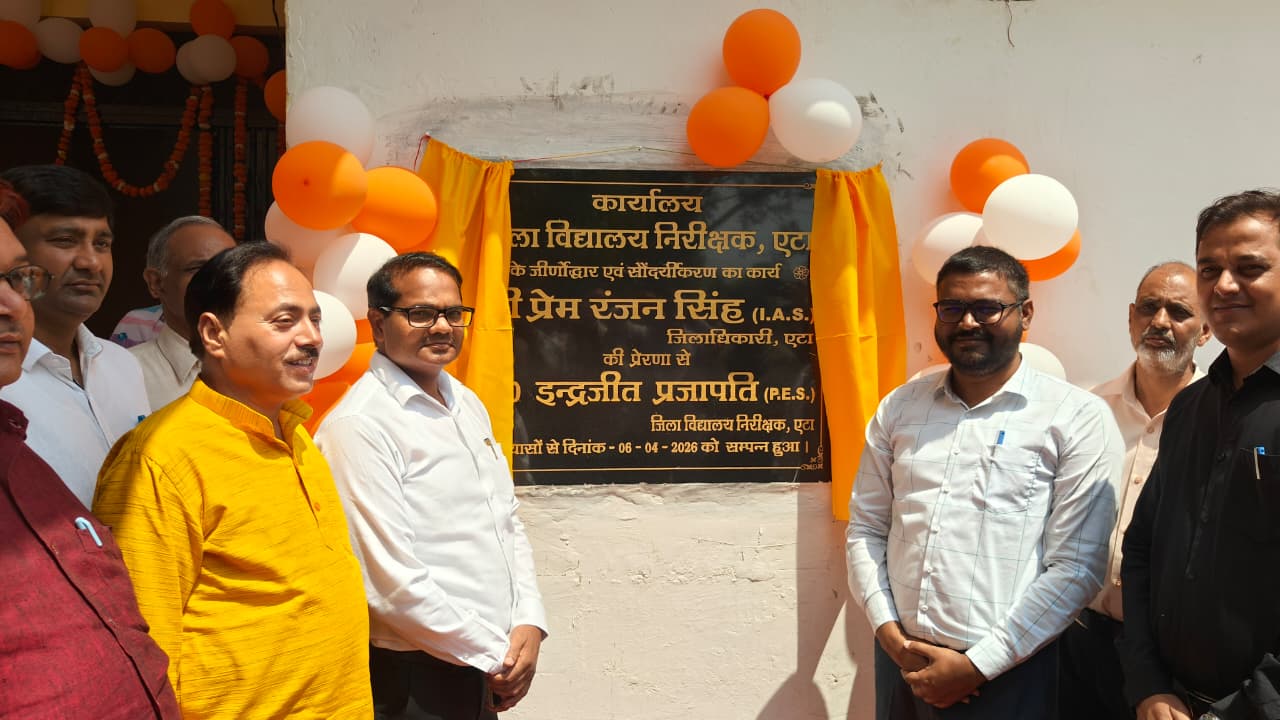 कार्यालय
विद्यालय निरीक्षक, एटा
के जीर्णोद्धार एवं सौंदर्यीकरण का कार्य
प्रेम रंजन सिंह (I.A.S.)
जिलाधिकारी, एटा
की प्रेरणा से
इन्द्रजीत प्रजापति (P.E.S.)
जिला विद्यालय निरीक्षक, एटा
से दिनांक - 06 - 04 - 2026 को सम्पन्न हुआ।